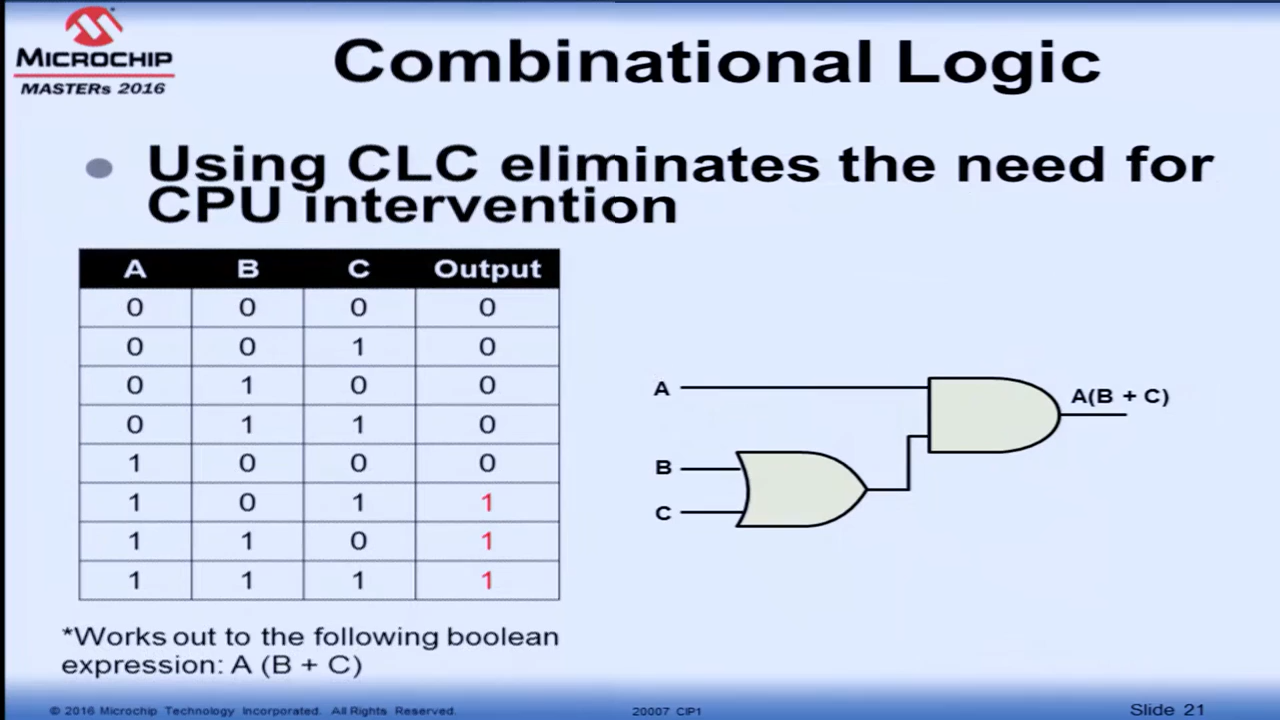 MICROCHIP
MASTERs 2016
Combinational Logic
Using CLC eliminates the need for
CPU intervention
A B C Output
0 0 0 0
0 0 1 0
0 1 0 0
0 1 1 0
1 0 0 0
1 0 1 1
1 1 0 1
1 1 1 1
A
B
C
A(B + C)
*Works out to the following boolean
expression: A (B + C)
© 2016 Microchip Technology Incorporated. All Rights Reserved.
20007 CIP1
Slide 21